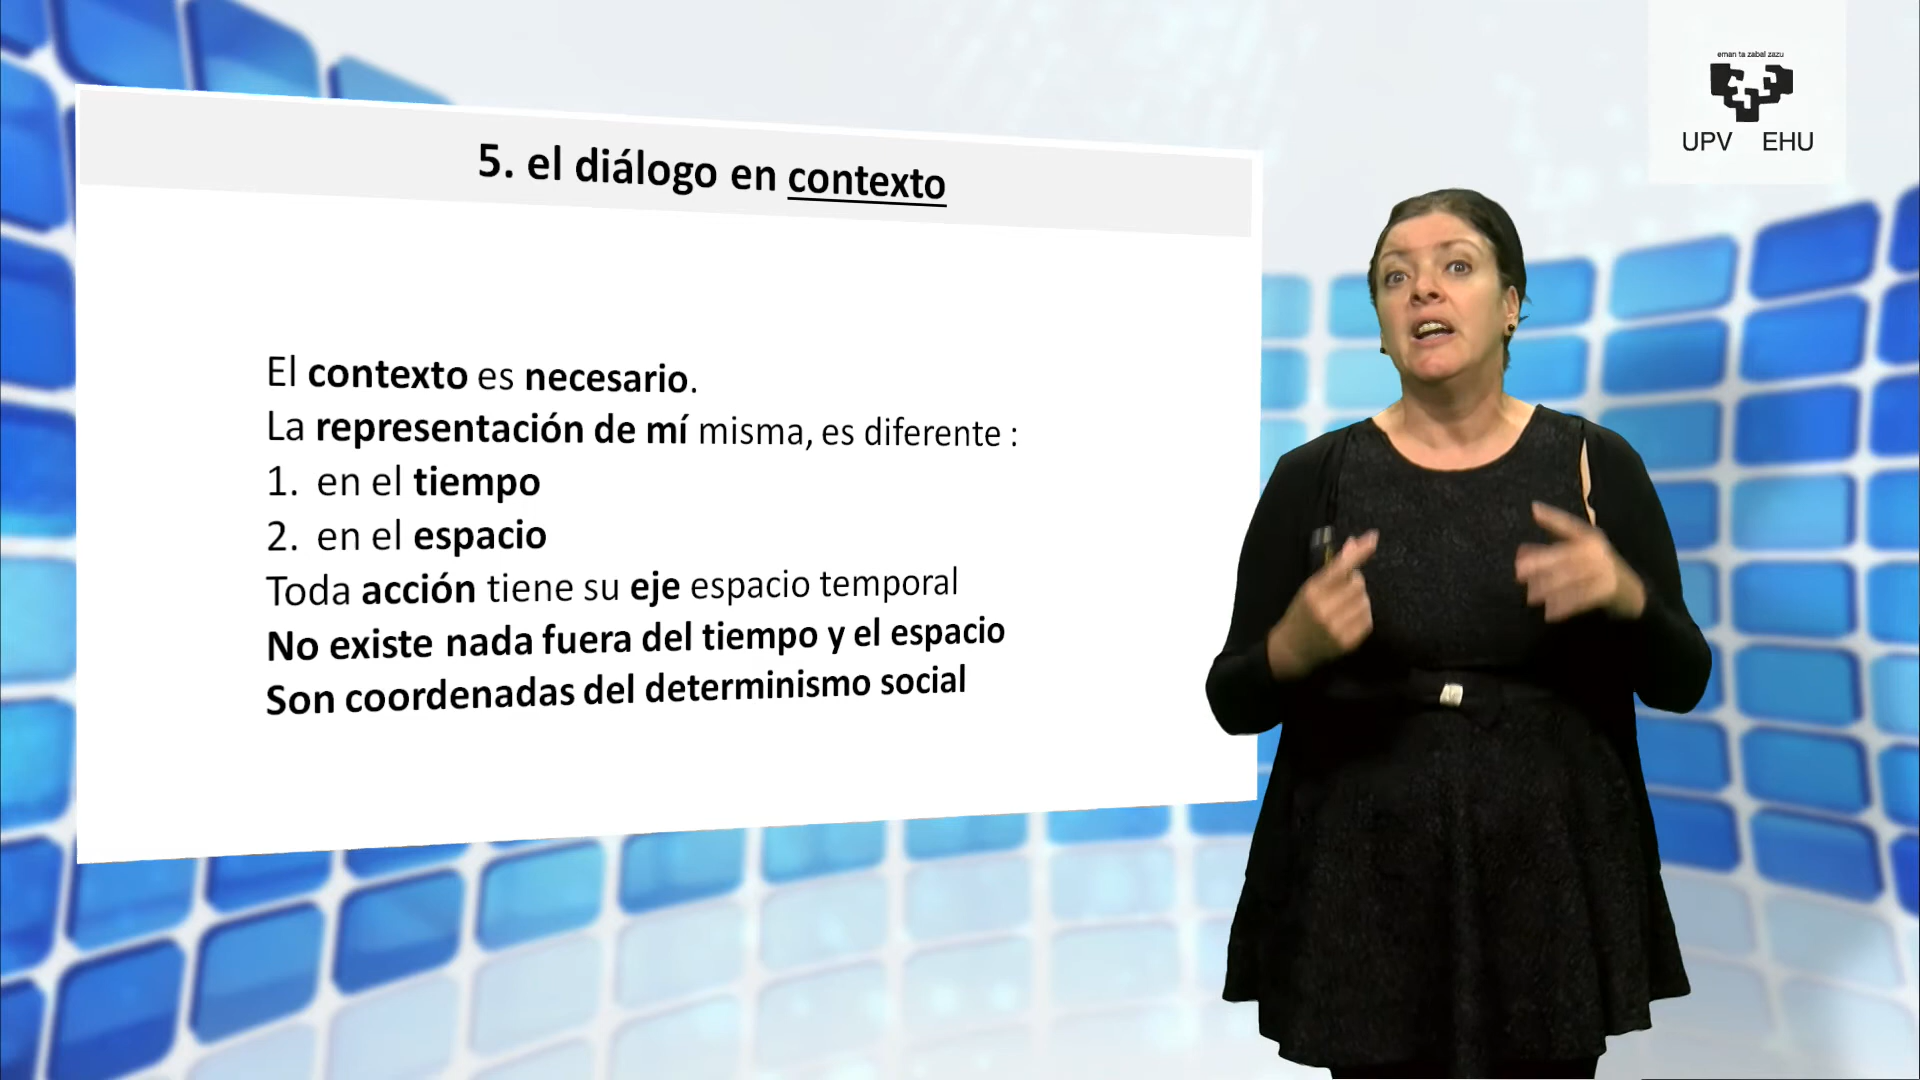 eman ta zabal zazu
UPV EHU
5. el diálogo en contexto
El contexto es necesario.
La representación de mí misma, es diferente :
1. en el tiempo
2. en el espacio
Toda acción tiene su eje espacio temporal
No existe nada fuera del tiempo y el espacio
Son coordenadas del determinismo social